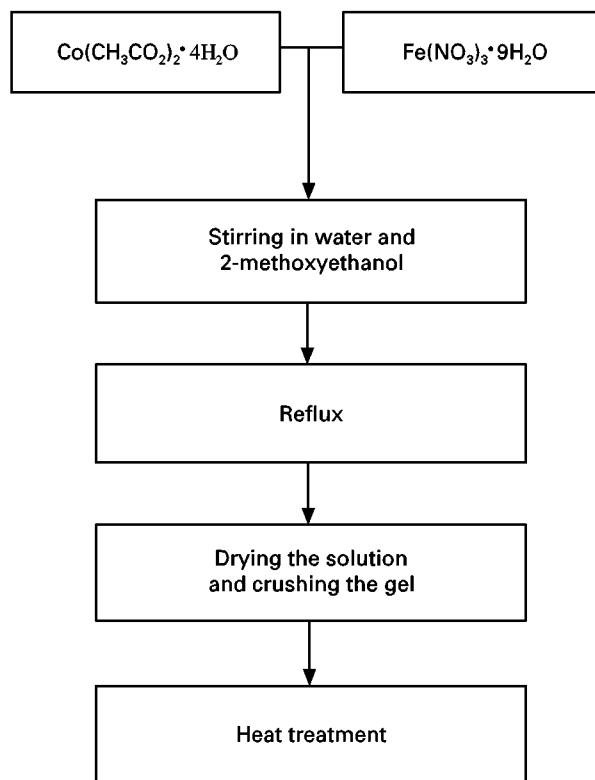 Co(CH₃CO₂)₂• 4H₂O
Fe(NO₃)₃• 9H₂O
Stirring in water and
2-methoxyethanol
Reflux
Drying the solution
and crushing the gel
Heat treatment